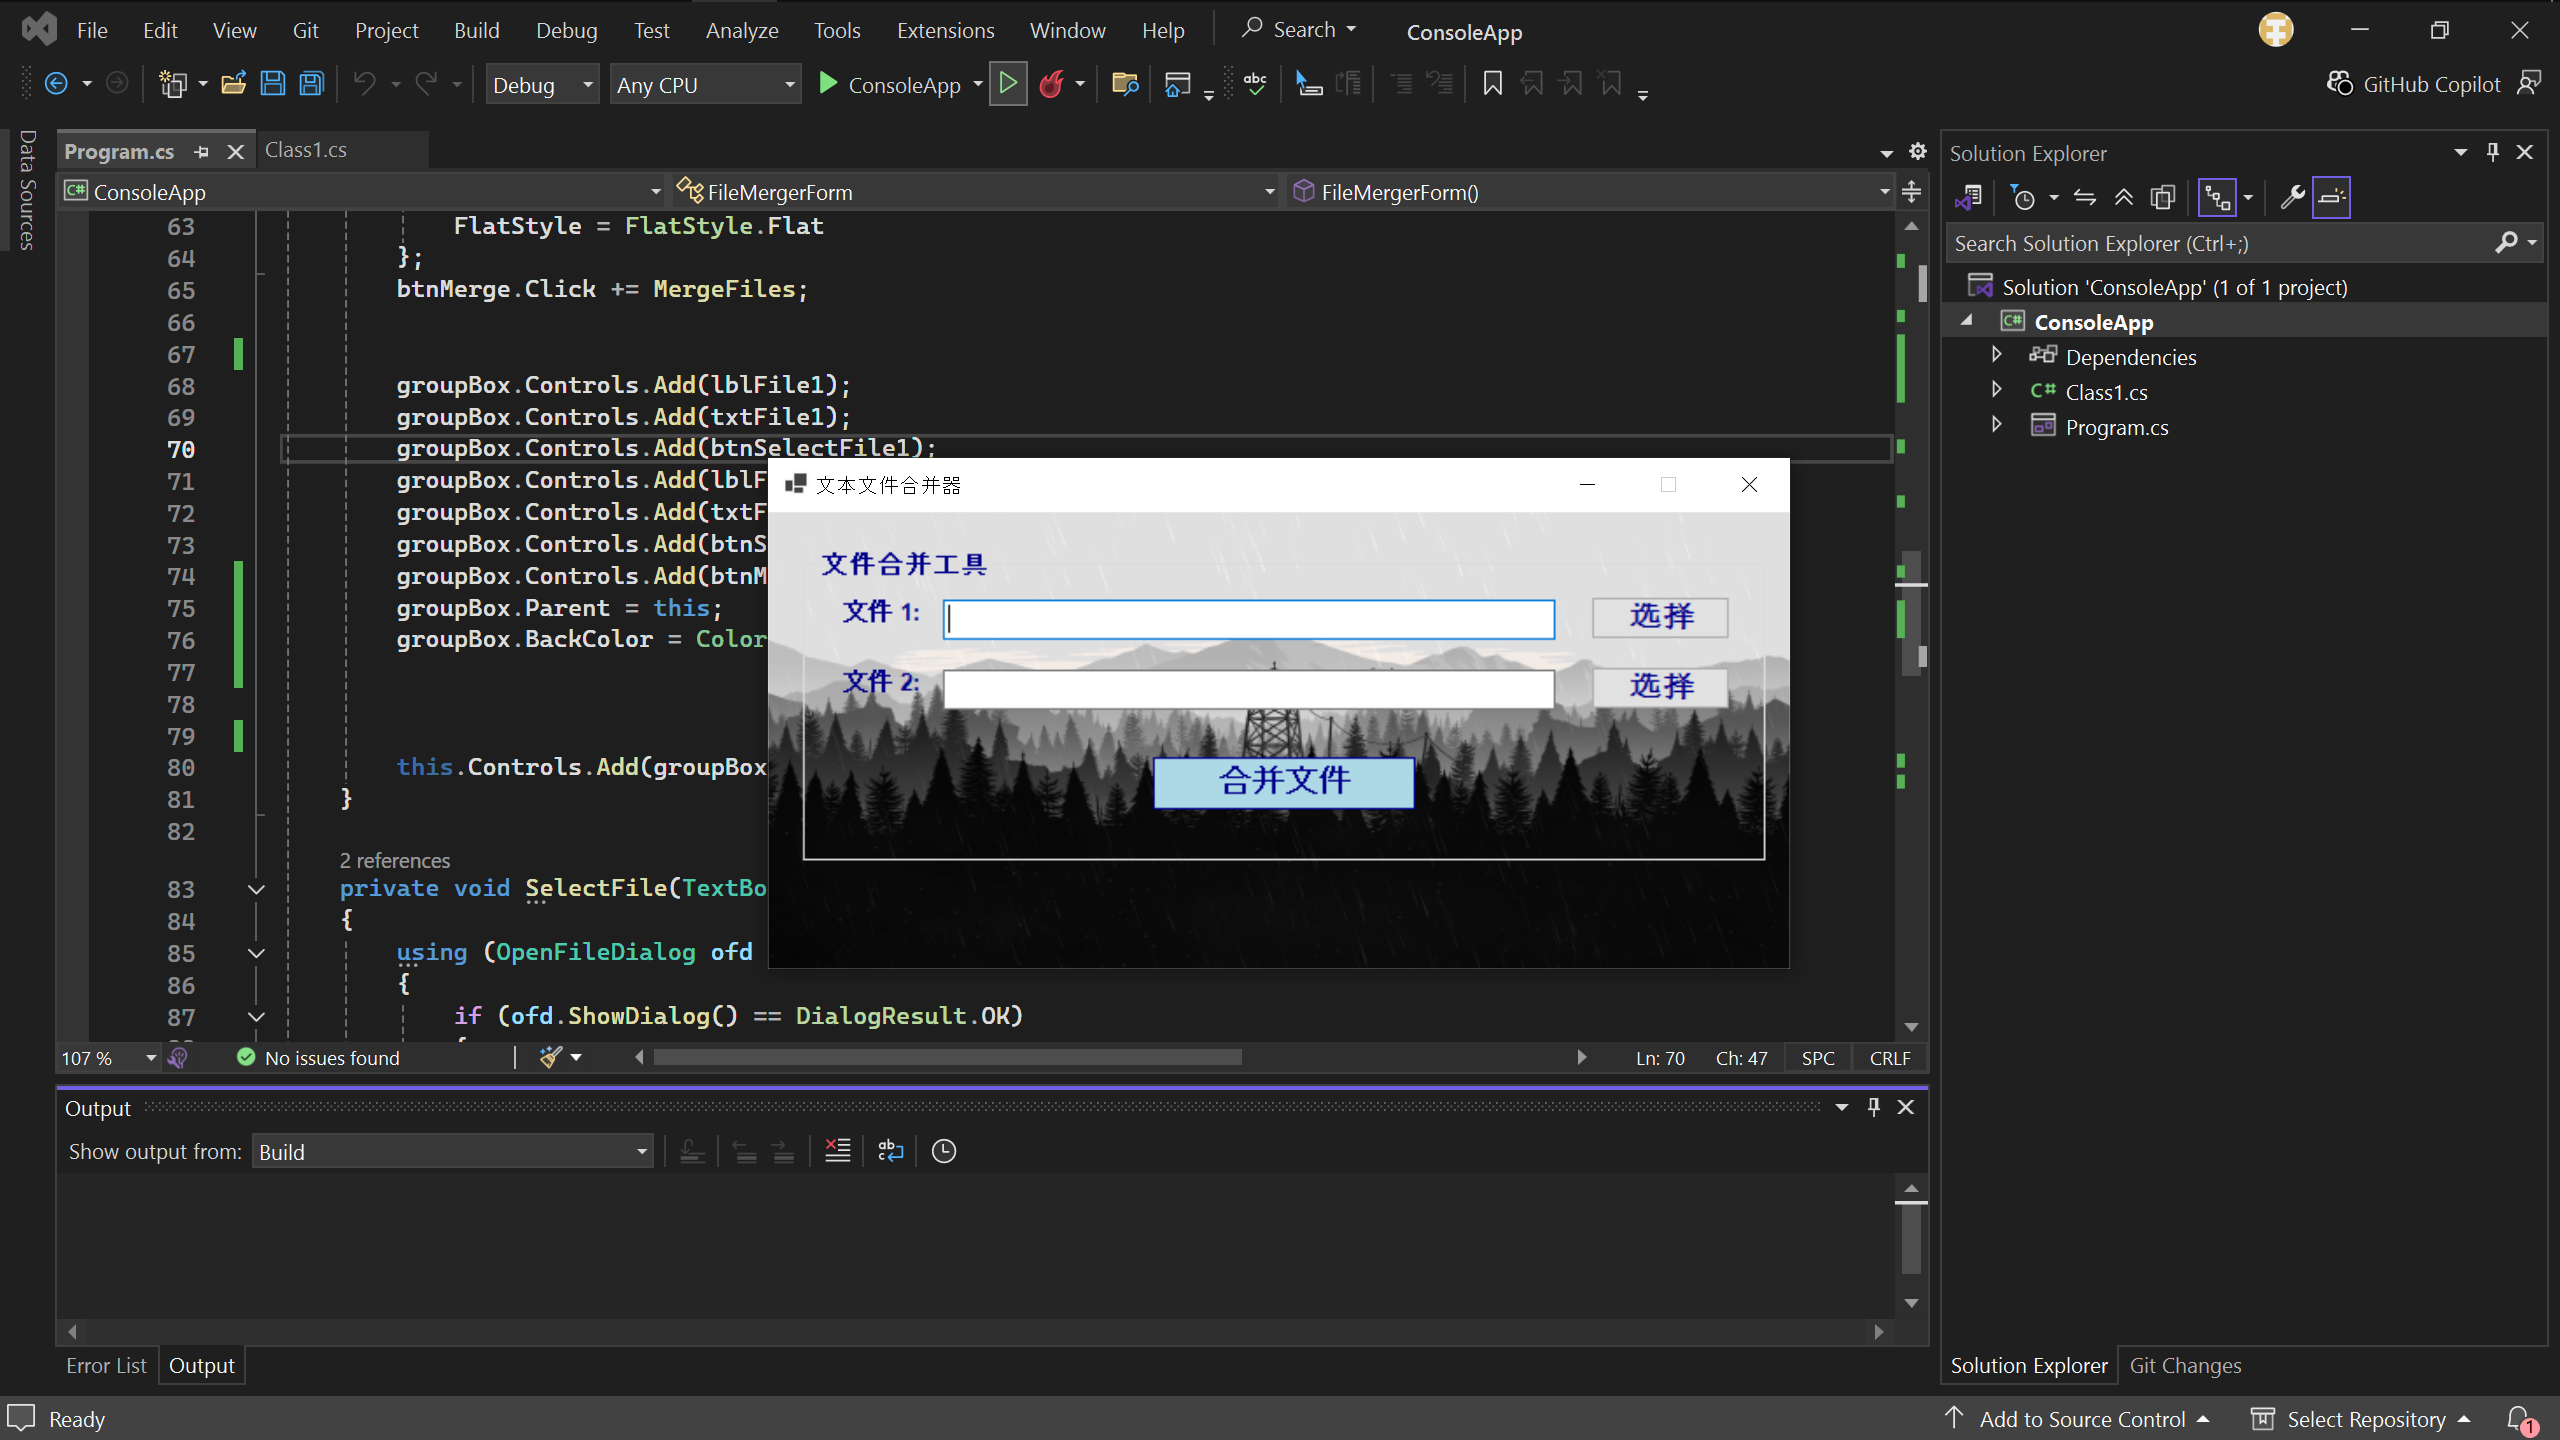 File Edit View Git Project Build Debug Test Analyze Tools Extensions Window Help Search ConsoleApp
Debug Any CPU ConsoleApp GitHub Copilot
Data Sources
Program.cs Class1.cs
ConsoleApp FileMergerForm FileMergerForm()
63 FlatStyle = FlatStyle.Flat
64 };
65 btnMerge.Click += MergeFiles;
66
67
68 groupBox.Controls.Add(lblFile1);
69 groupBox.Controls.Add(txtFile1);
70 groupBox.Controls.Add(btnSelectFile1);
71 groupBox.Controls.Add(lblF
72 groupBox.Controls.Add(txtF
73 groupBox.Controls.Add(btnS
74 groupBox.Controls.Add(btnM
75 groupBox.Parent = this;
76 groupBox.BackColor = Color
77
78
79
80 this.Controls.Add(groupBox
81 }
82
2 references
83 private void SelectFile(TextBo
84 {
85 using (OpenFileDialog ofd
86 {
87 if (ofd.ShowDialog() == DialogResult.OK)
文本文件合并器
文件合并工具
文件 1:
选择
文件 2:
选择
合并文件
107 % No issues found Ln: 70 Ch: 47 SPC CRLF
Output
Show output from: Build
Error List Output
Solution Explorer
Search Solution Explorer (Ctrl+;)
Solution 'ConsoleApp' (1 of 1 project)
ConsoleApp
Dependencies
C# Class1.cs
Program.cs
Solution Explorer Git Changes
Ready Add to Source Control Select Repository 1